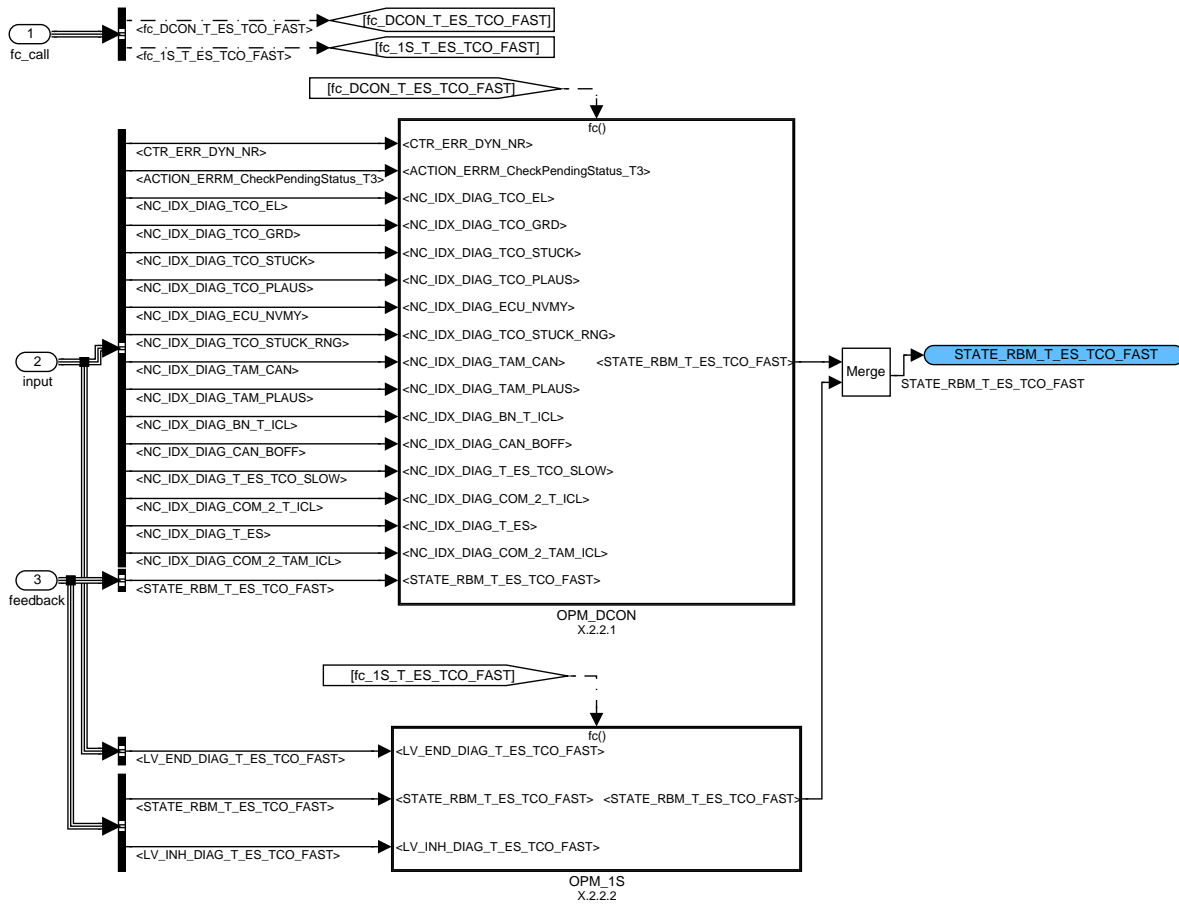 1
fc_call
<fc_DCON_T_ES_TCO_FAST>
[fc_DCON_T_ES_TCO_FAST]
<fc_1S_T_ES_TCO_FAST>
[fc_1S_T_ES_TCO_FAST]
[fc_DCON_T_ES_TCO_FAST]
fc()
<CTR_ERR_DYN_NR>
<CTR_ERR_DYN_NR>
<ACTION_ERRM_CheckPendingStatus_T3>
<ACTION_ERRM_CheckPendingStatus_T3>
<NC_IDX_DIAG_TCO_EL>
<NC_IDX_DIAG_TCO_EL>
<NC_IDX_DIAG_TCO_GRD>
<NC_IDX_DIAG_TCO_GRD>
<NC_IDX_DIAG_TCO_STUCK>
<NC_IDX_DIAG_TCO_STUCK>
<NC_IDX_DIAG_TCO_PLAUS>
<NC_IDX_DIAG_TCO_PLAUS>
<NC_IDX_DIAG_ECU_NVMY>
<NC_IDX_DIAG_ECU_NVMY>
<NC_IDX_DIAG_TCO_STUCK_RNG>
<NC_IDX_DIAG_TCO_STUCK_RNG>
<NC_IDX_DIAG_TAM_CAN>
<NC_IDX_DIAG_TAM_CAN>
<NC_IDX_DIAG_TAM_PLAUS>
<NC_IDX_DIAG_TAM_PLAUS>
<NC_IDX_DIAG_BN_T_ICL>
<NC_IDX_DIAG_BN_T_ICL>
<NC_IDX_DIAG_CAN_BOFF>
<NC_IDX_DIAG_CAN_BOFF>
<NC_IDX_DIAG_T_ES_TCO_SLOW>
<NC_IDX_DIAG_T_ES_TCO_SLOW>
<NC_IDX_DIAG_COM_2_T_ICL>
<NC_IDX_DIAG_COM_2_T_ICL>
<NC_IDX_DIAG_T_ES>
<NC_IDX_DIAG_T_ES>
<NC_IDX_DIAG_COM_2_TAM_ICL>
<NC_IDX_DIAG_COM_2_TAM_ICL>
<STATE_RBM_T_ES_TCO_FAST>
<STATE_RBM_T_ES_TCO_FAST>
2
input
3
feedback
<STATE_RBM_T_ES_TCO_FAST>
Merge
STATE_RBM_T_ES_TCO_FAST
STATE_RBM_T_ES_TCO_FAST
OPM_DCON
X.2.2.1
[fc_1S_T_ES_TCO_FAST]
fc()
<LV_END_DIAG_T_ES_TCO_FAST>
<LV_END_DIAG_T_ES_TCO_FAST>
<STATE_RBM_T_ES_TCO_FAST>
<STATE_RBM_T_ES_TCO_FAST>
<STATE_RBM_T_ES_TCO_FAST>
<LV_INH_DIAG_T_ES_TCO_FAST>
<LV_INH_DIAG_T_ES_TCO_FAST>
OPM_1S
X.2.2.2